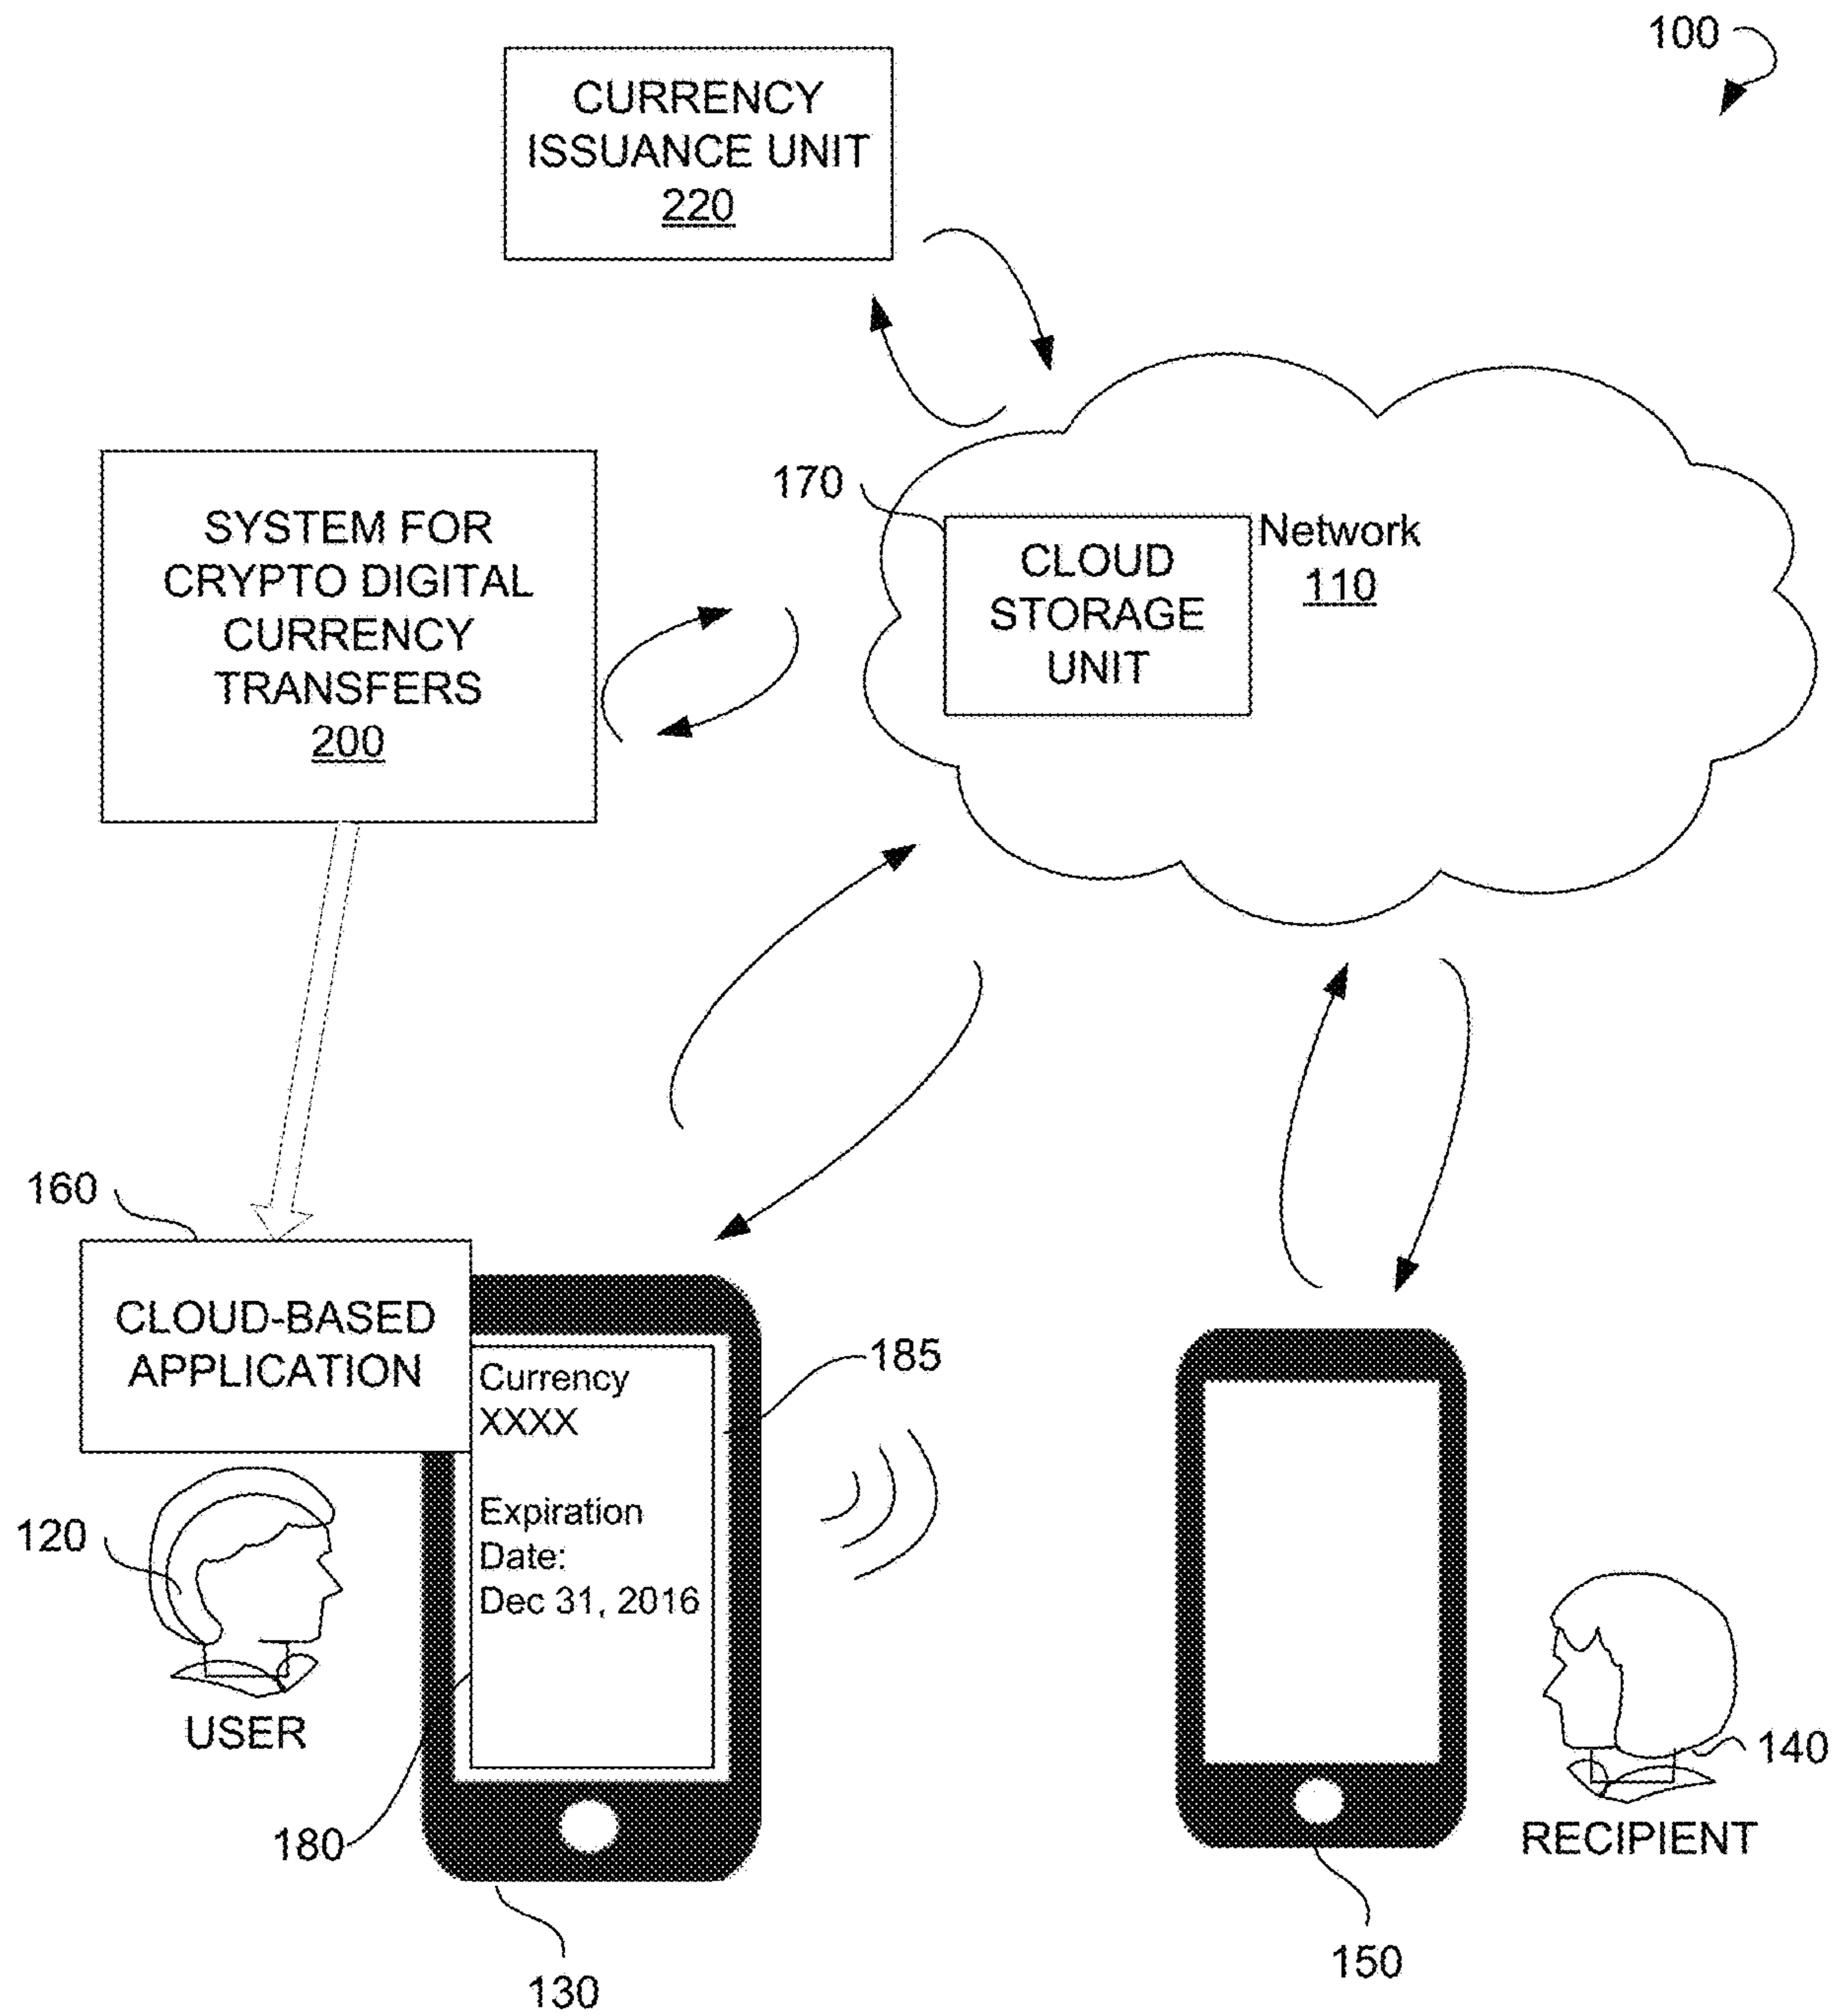 100
CURRENCY
ISSUANCE UNIT
220
170
SYSTEM FOR
CRYPTO DIGITAL
CURRENCY
TRANSFERS
200
CLOUD
STORAGE
UNIT
Network
110
160
CLOUD-BASED
APPLICATION
185
Currency
XXXX
Expiration
Date:
Dec 31, 2016
120
USER
180
130
150
140
RECIPIENT